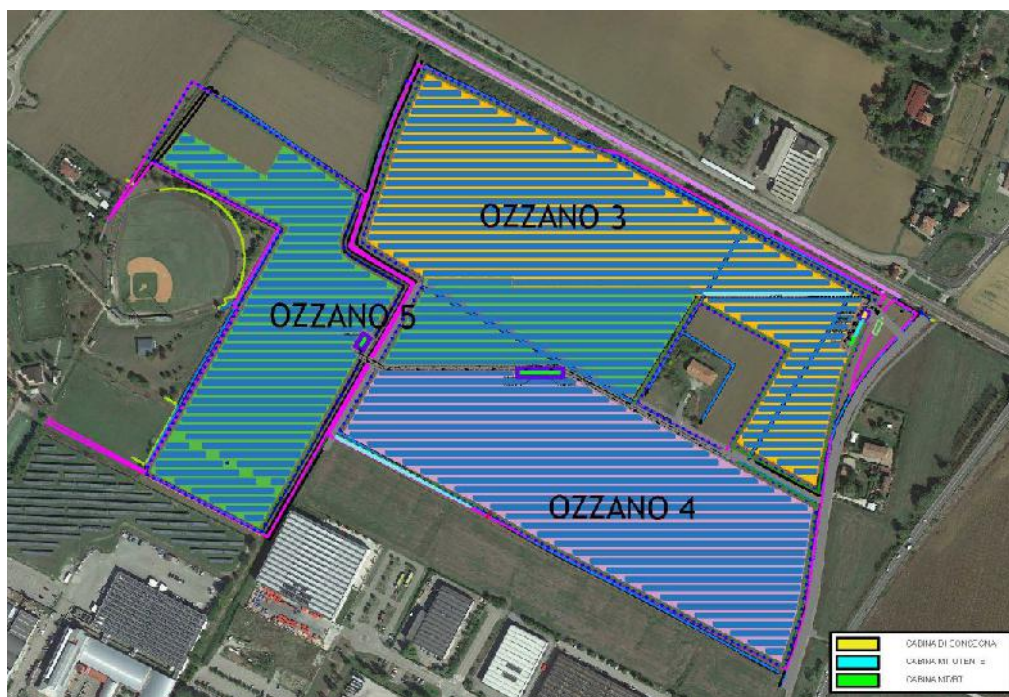 OZZANO 3
OZZANO 5
OZZANO 4
CABINA DI CONSEGNA
CABINA MT UTENTE
CABINA MT/BT